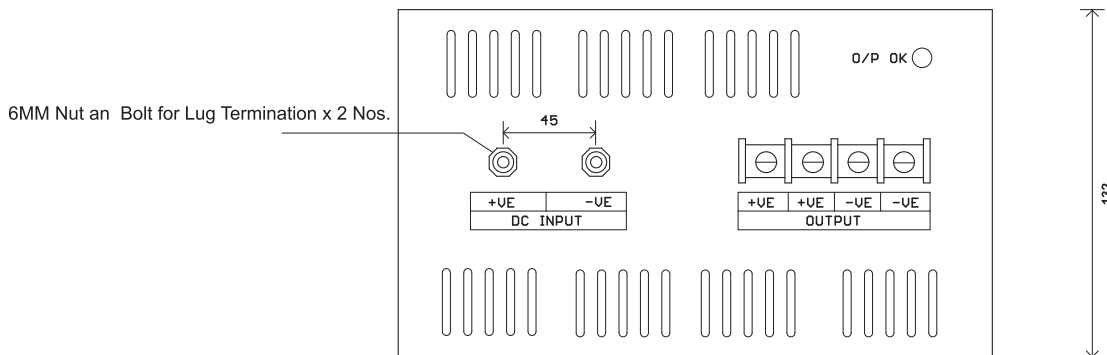 O/P OK
6MM Nut an Bolt for Lug Termination x 2 Nos.
45
132
+VE -VE
DC INPUT
+VE +VE -VE -VE
OUTPUT